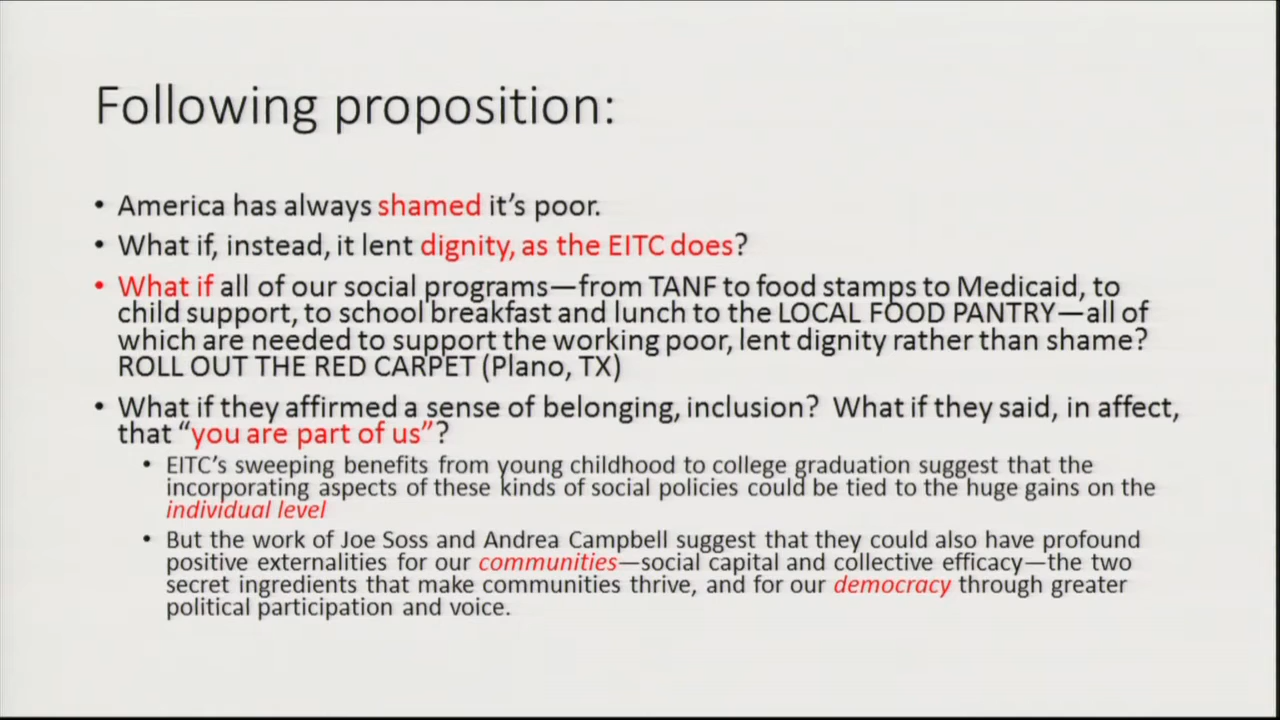 Following proposition:
• America has always shamed it's poor.
• What if, instead, it lent dignity, as the EITC does?
• What if all of our social programs—from TANF to food stamps to Medicaid, to
child support, to school breakfast and lunch to the LOCAL FOOD PANTRY—all of
which are needed to support the working poor, lent dignity rather than shame?
ROLL OUT THE RED CARPET (Plano, TX)
• What if they affirmed a sense of belonging, inclusion?  What if they said, in affect,
that “you are part of us”?
• EITC's sweeping benefits from young childhood to college graduation suggest that the
incorporating aspects of these kinds of social policies could be tied to the huge gains on the
individual level
• But the work of Joe Soss and Andrea Campbell suggest that they could also have profound
positive externalities for our communities—social capital and collective efficacy—the two
secret ingredients that make communities thrive, and for our democracy through greater
political participation and voice.